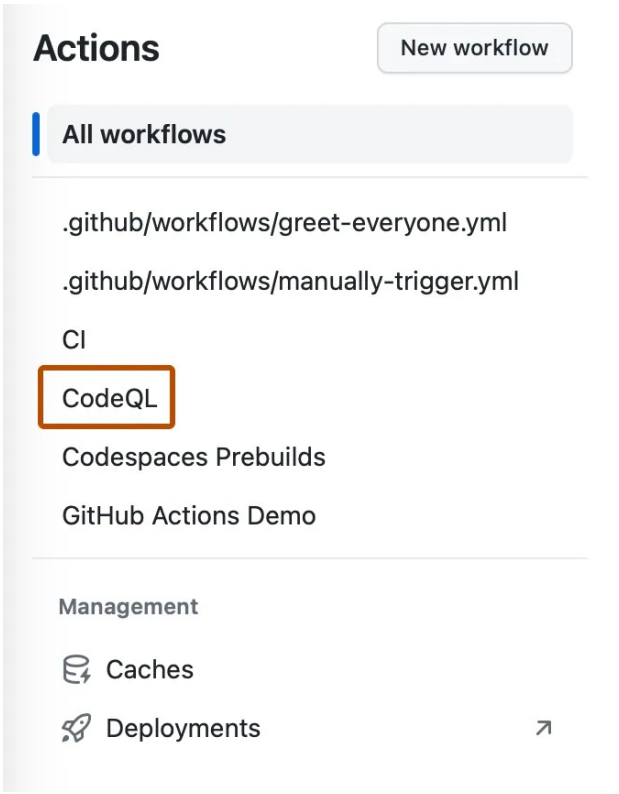 Actions
New workflow
All workflows
.github/workflows/greet-everyone.yml
.github/workflows/manually-trigger.yml
CI
CodeQL
Codespaces Prebuilds
GitHub Actions Demo
Management
Caches
Deployments